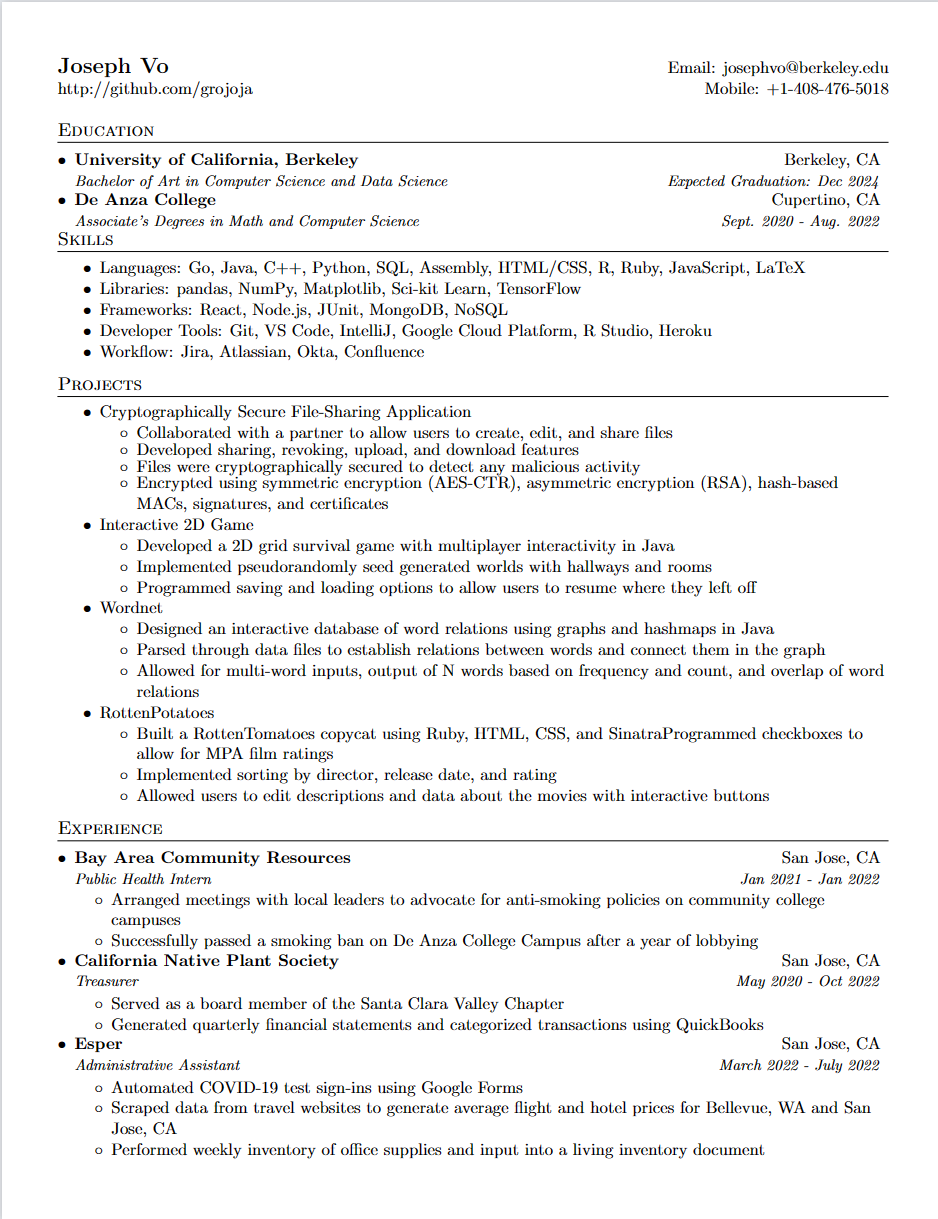 Joseph Vo Email: josephvo@berkeley.edu
http://github.com/grojoja Mobile: +1-408-476-5018
Education
• University of California, Berkeley Berkeley, CA
Bachelor of Art in Computer Science and Data Science Expected Graduation: Dec 2024
• De Anza College Cupertino, CA
Associate's Degrees in Math and Computer Science Sept. 2020 - Aug. 2022
Skills
• Languages: Go, Java, C++, Python, SQL, Assembly, HTML/CSS, R, Ruby, JavaScript, LaTeX
• Libraries: pandas, NumPy, Matplotlib, Sci-kit Learn, TensorFlow
• Frameworks: React, Node.js, JUnit, MongoDB, NoSQL
• Developer Tools: Git, VS Code, IntelliJ, Google Cloud Platform, R Studio, Heroku
• Workflow: Jira, Atlassian, Okta, Confluence
Projects
• Cryptographically Secure File-Sharing Application
◦ Collaborated with a partner to allow users to create, edit, and share files
◦ Developed sharing, revoking, upload, and download features
◦ Files were cryptographically secured to detect any malicious activity
◦ Encrypted using symmetric encryption (AES-CTR), asymmetric encryption (RSA), hash-based
MACs, signatures, and certificates
• Interactive 2D Game
◦ Developed a 2D grid survival game with multiplayer interactivity in Java
◦ Implemented pseudorandomly seed generated worlds with hallways and rooms
◦ Programmed saving and loading options to allow users to resume where they left off
• Wordnet
◦ Designed an interactive database of word relations using graphs and hashmaps in Java
◦ Parsed through data files to establish relations between words and connect them in the graph
◦ Allowed for multi-word inputs, output of N words based on frequency and count, and overlap of word
relations
• RottenPotatoes
◦ Built a RottenTomatoes copycat using Ruby, HTML, CSS, and SinatraProgrammed checkboxes to
allow for MPA film ratings
◦ Implemented sorting by director, release date, and rating
◦ Allowed users to edit descriptions and data about the movies with interactive buttons
Experience
• Bay Area Community Resources San Jose, CA
Public Health Intern Jan 2021 - Jan 2022
◦ Arranged meetings with local leaders to advocate for anti-smoking policies on community college
campuses
◦ Successfully passed a smoking ban on De Anza College Campus after a year of lobbying
• California Native Plant Society San Jose, CA
Treasurer May 2020 - Oct 2022
◦ Served as a board member of the Santa Clara Valley Chapter
◦ Generated quarterly financial statements and categorized transactions using QuickBooks
• Esper San Jose, CA
Administrative Assistant March 2022 - July 2022
◦ Automated COVID-19 test sign-ins using Google Forms
◦ Scraped data from travel websites to generate average flight and hotel prices for Bellevue, WA and San
Jose, CA
◦ Performed weekly inventory of office supplies and input into a living inventory document